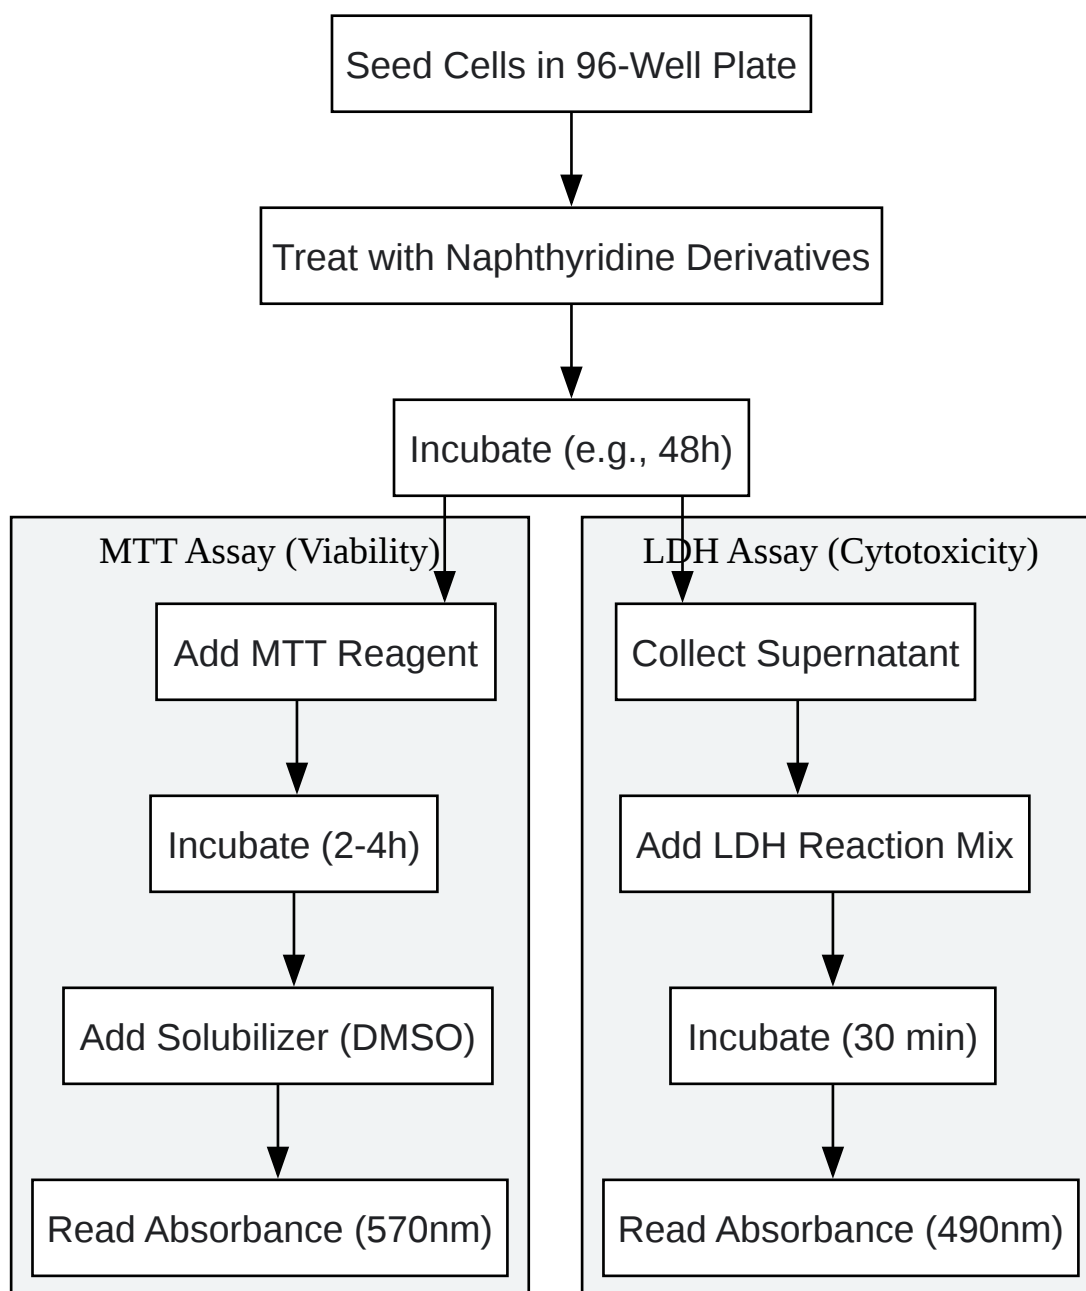 Seed Cells in 96-Well Plate
Treat with Naphthyridine Derivatives
Incubate (e.g., 48h)
MTT Assay (Viability)
Add MTT Reagent
Incubate (2-4h)
Add Solubilizer (DMSO)
Read Absorbance (570nm)
LDH Assay (Cytotoxicity)
Collect Supernatant
Add LDH Reaction Mix
Incubate (30 min)
Read Absorbance (490nm)